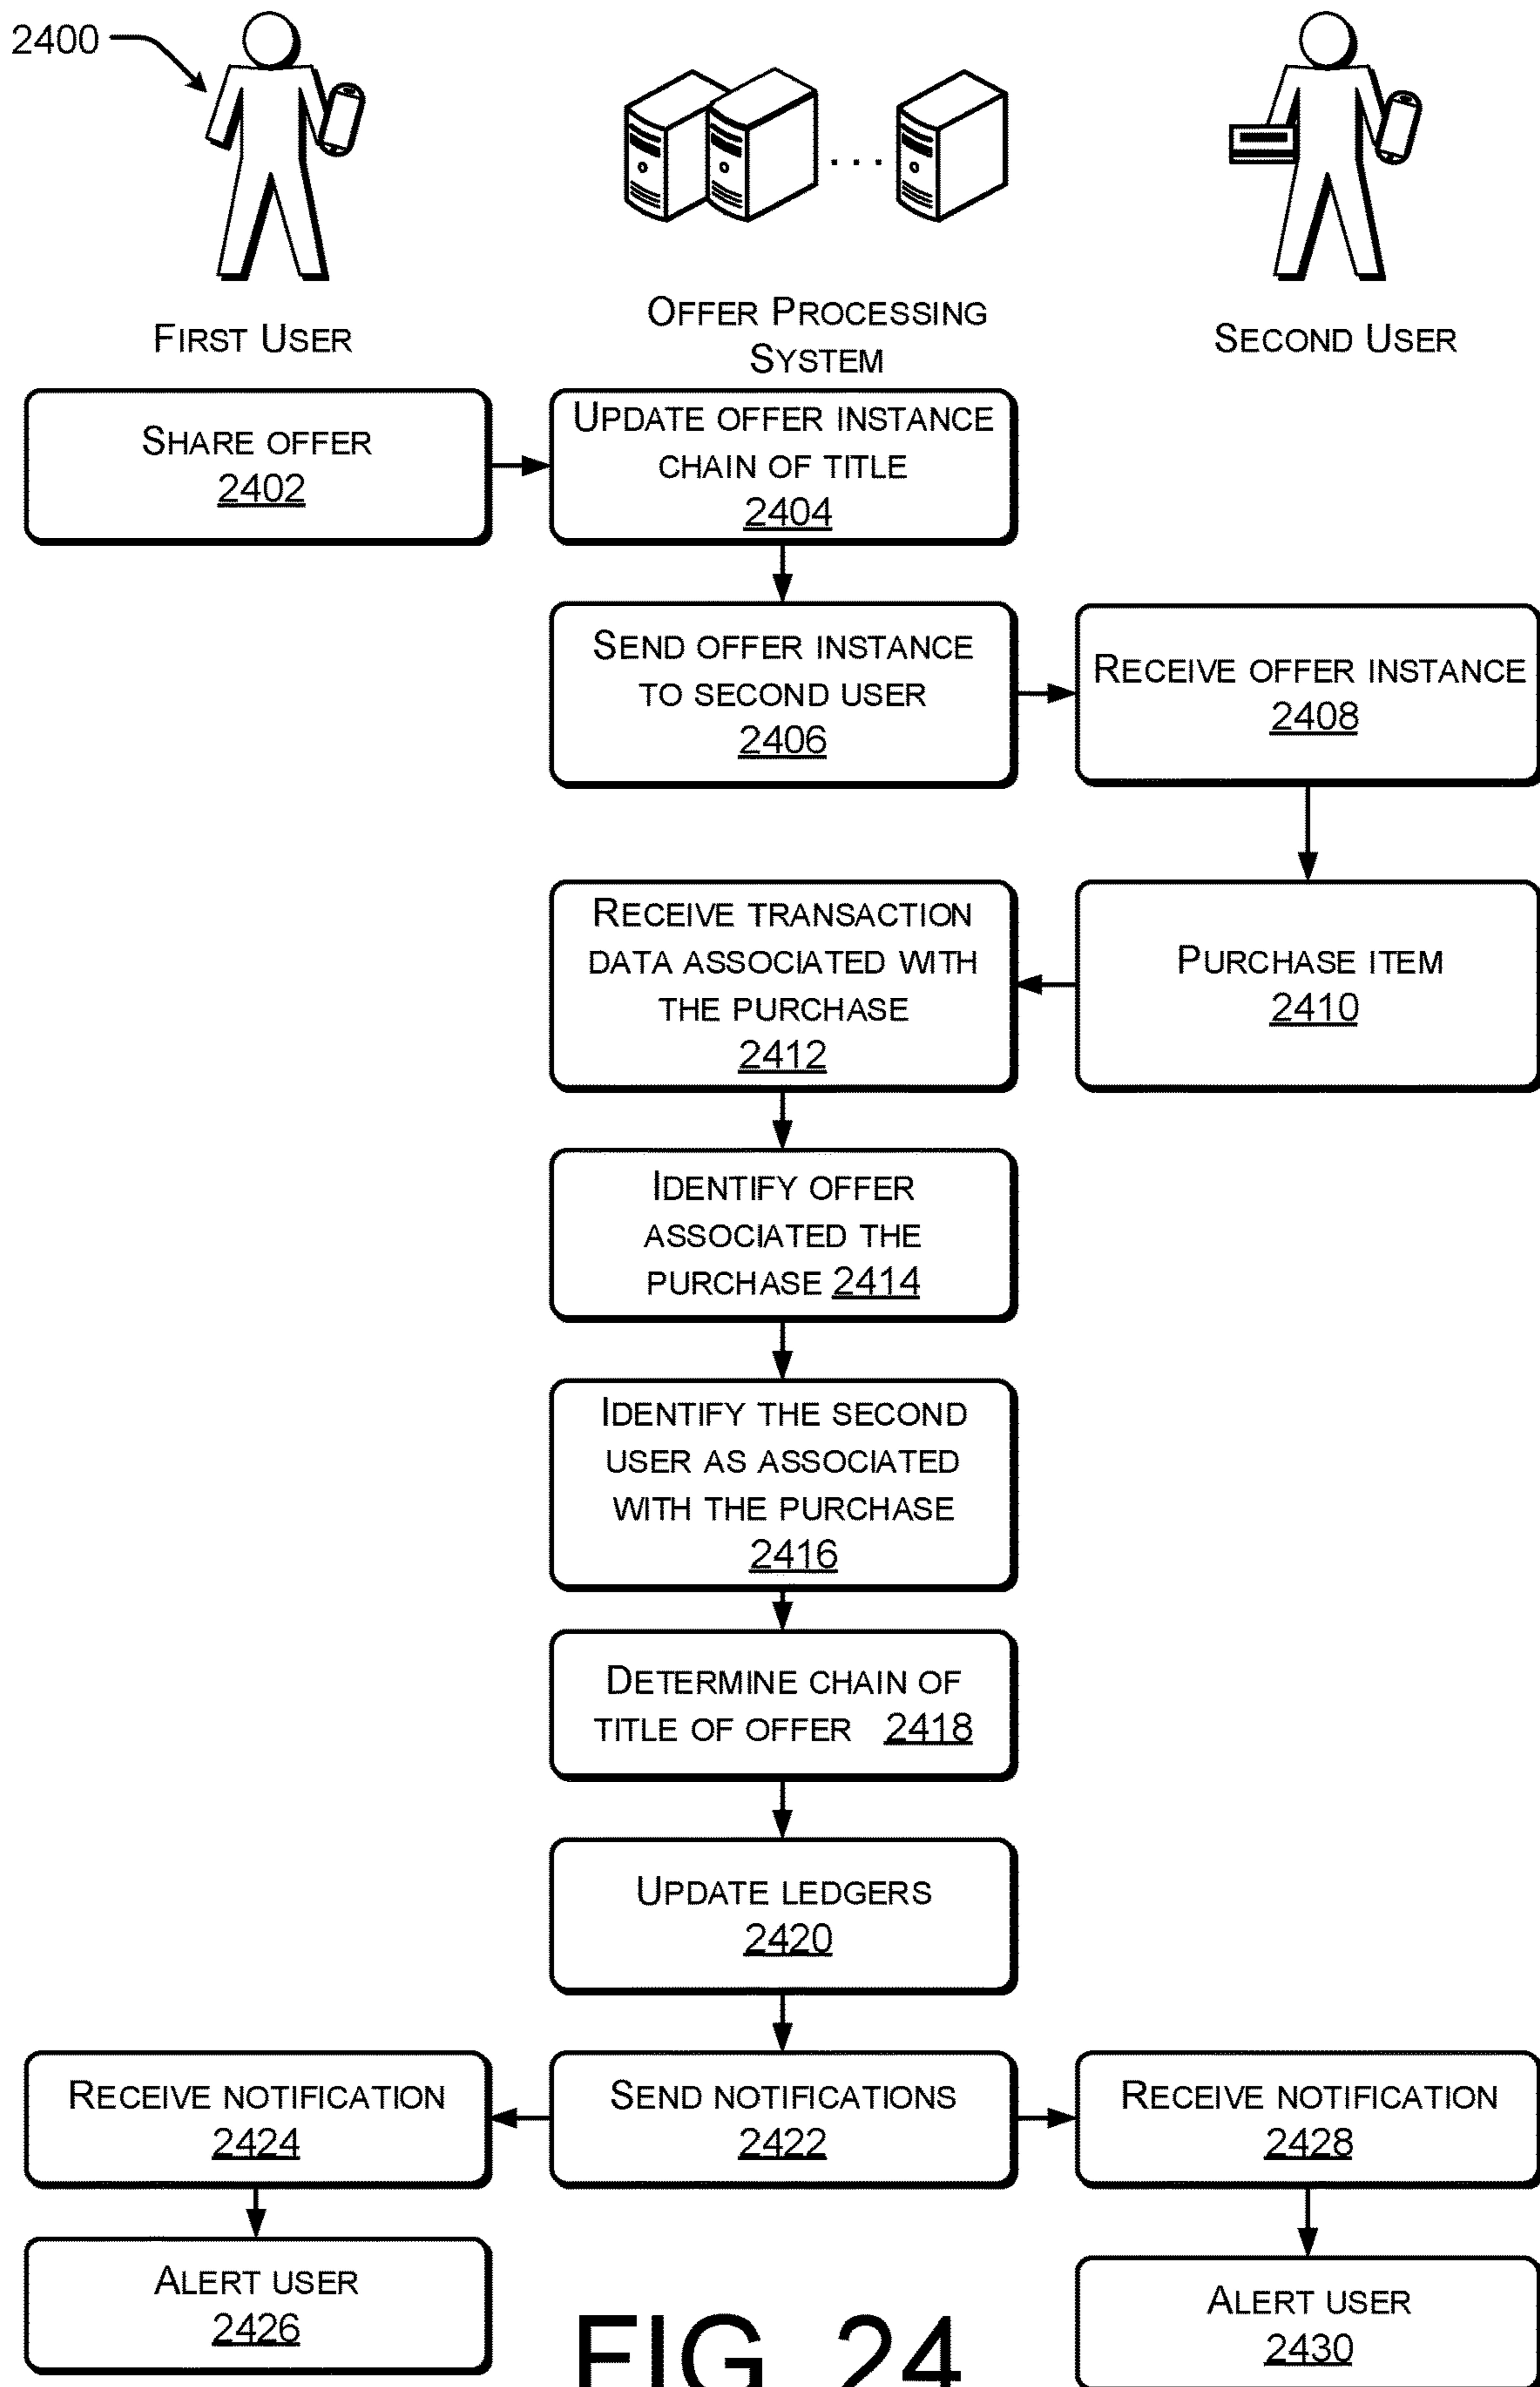 2400
FIRST USER
OFFER PROCESSING
SYSTEM
SECOND USER
SHARE OFFER
2402
UPDATE OFFER INSTANCE
CHAIN OF TITLE
2404
SEND OFFER INSTANCE
TO SECOND USER
2406
RECEIVE OFFER INSTANCE
2408
RECEIVE TRANSACTION
DATA ASSOCIATED WITH
THE PURCHASE
2412
PURCHASE ITEM
2410
IDENTIFY OFFER
ASSOCIATED THE
PURCHASE 2414
IDENTIFY THE SECOND
USER AS ASSOCIATED
WITH THE PURCHASE
2416
DETERMINE CHAIN OF
TITLE OF OFFER 2418
UPDATE LEDGERS
2420
RECEIVE NOTIFICATION
2424
SEND NOTIFICATIONS
2422
RECEIVE NOTIFICATION
2428
ALERT USER
2426
ALERT USER
2430
FIG. 24